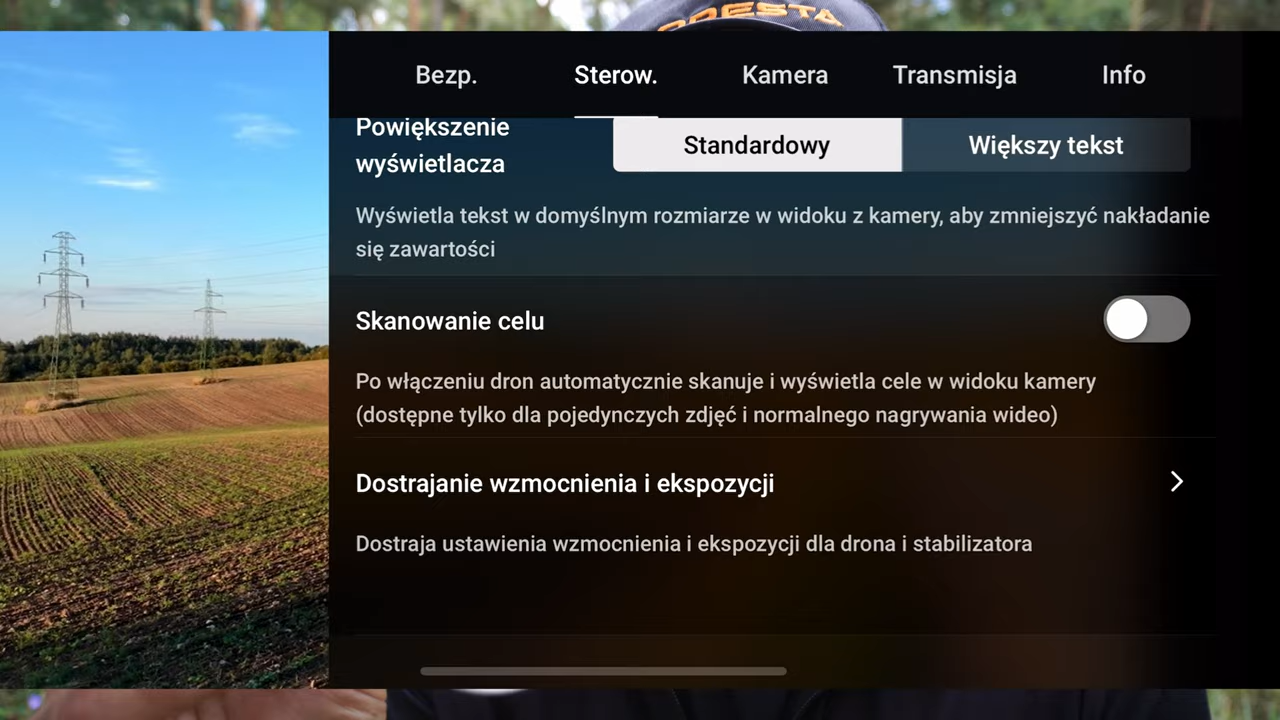 ODESTA
Bezp. Sterow. Kamera Transmisja Info
Powiększenie
wyświetlacza
Standardowy Większy tekst
Wyświetla tekst w domyślnym rozmiarze w widoku z kamery, aby zmniejszyć nakładanie
się zawartości
Skanowanie celu
Po włączeniu dron automatycznie skanuje i wyświetla cele w widoku kamery
(dostępne tylko dla pojedynczych zdjęć i normalnego nagrywania wideo)
Dostrajanie wzmocnienia i ekspozycji
Dostraja ustawienia wzmocnienia i ekspozycji dla drona i stabilizatora